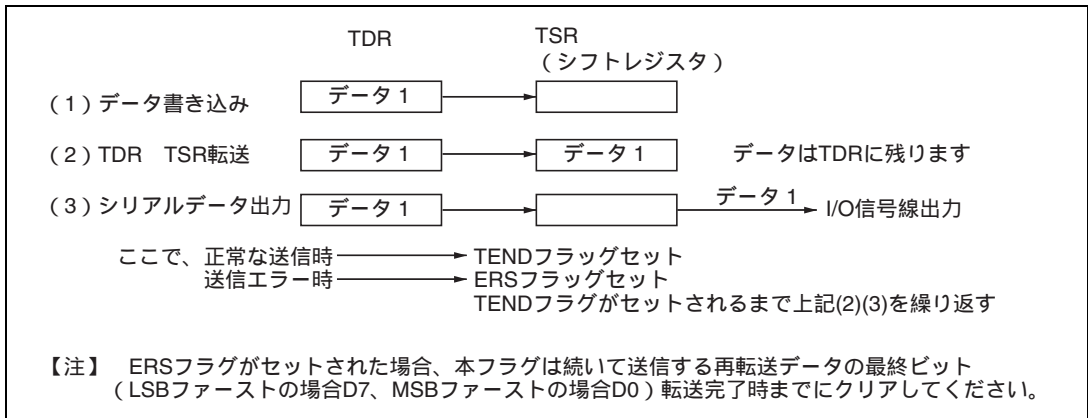 TDR TSR
（シフトレジスタ）
（1）データ書き込み データ 1
（2）TDR TSR転送 データ 1 データ 1 データはTDRに残ります
（3）シリアルデータ出力 データ 1 データ 1 I/O信号線出力
ここで、正常な送信時 TENDフラッグセット
送信エラー時 ERSフラッグセット
TENDフラグがセットされるまで上記(2)(3)を繰り返す
【注】 ERSフラグがセットされた場合、本フラグは続いて送信する再転送データの最終ビット
（LSBファーストの場合D7、MSBファーストの場合D0）転送完了時までにクリアしてください。